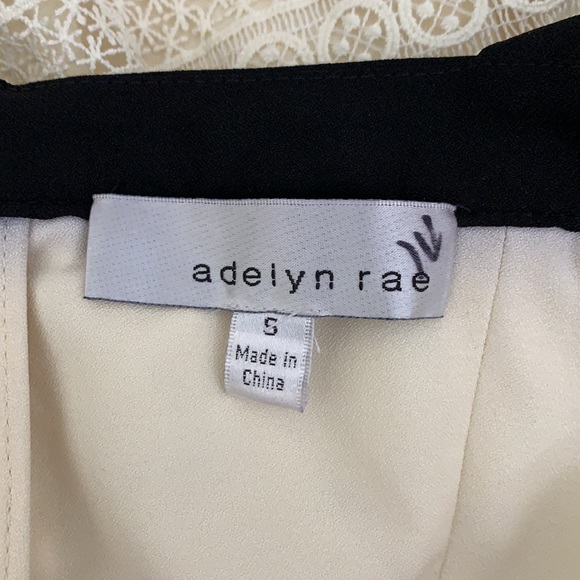 adelyn rae
S
Made in
China